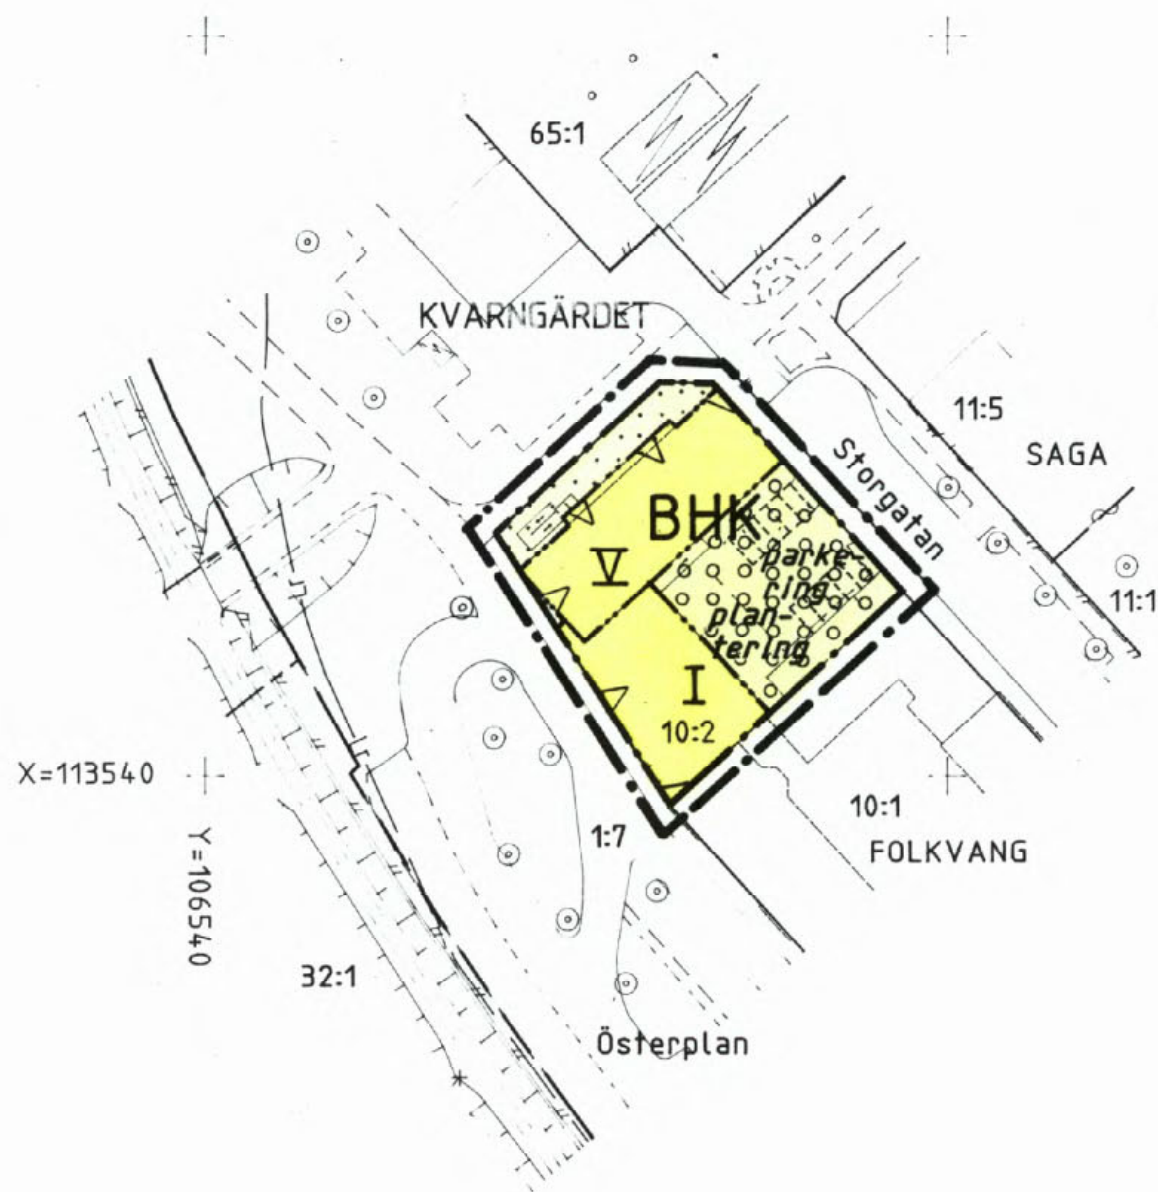 65:1
KVARNGÄRDET
11:5
SAGA
Storgatan
BHK
V
parke-
ring
plan-
tering
11:1
I
10:2
X=113540
Y=106540
10:1
1:7
FOLKVANG
32:1
Österplan